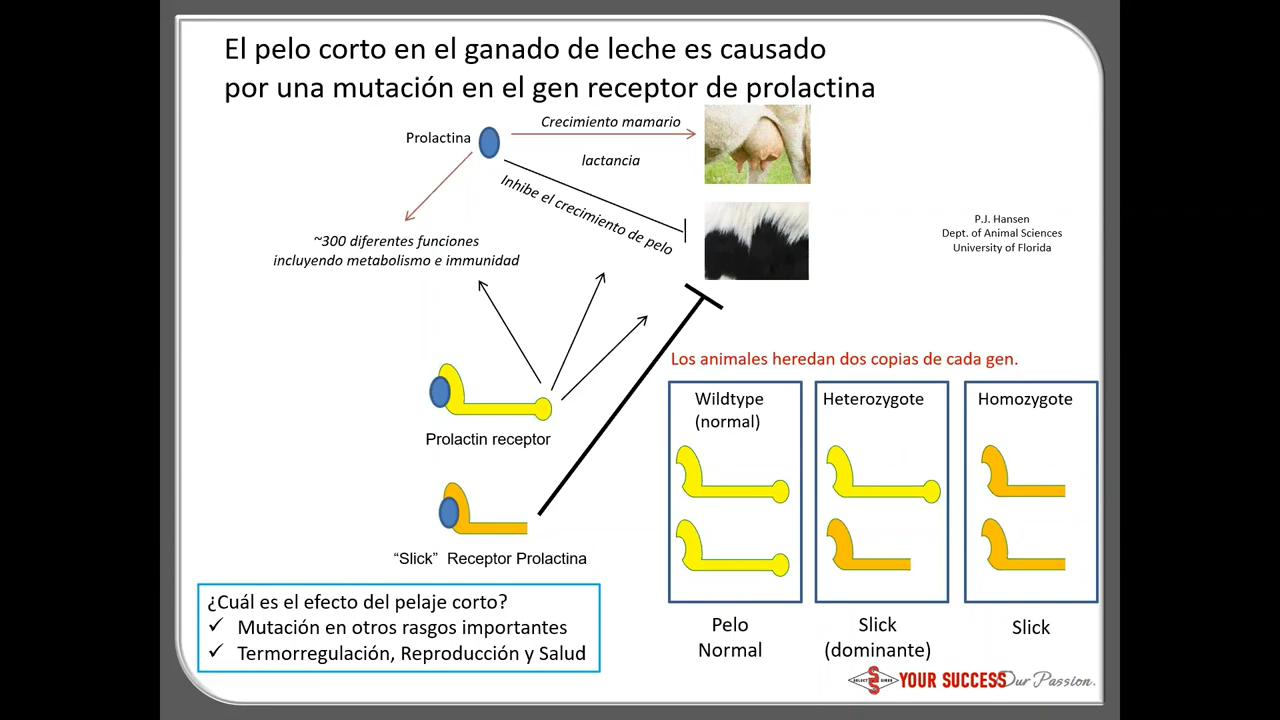 El pelo corto en el ganado de leche es causado
por una mutación en el gen receptor de prolactina
Crecimiento mamario
Prolactina
lactancia
Inhibe el crecimiento de pelo
P.J. Hansen
Dept. of Animal Sciences
University of Florida
~300 diferentes funciones
incluyendo metabolismo e immunidad
Los animales heredan dos copias de cada gen.
Wildtype
(normal)
Heterozygote
Homozygote
Prolactin receptor
“Slick” Receptor Prolactina
¿Cuál es el efecto del pelaje corto?
✓ Mutación en otros rasgos importantes
✓ Termorregulación, Reproducción y Salud
Pelo
Normal
Slick
(dominante)
Slick
SELECT SIRES YOUR SUCCESS Our Passion.